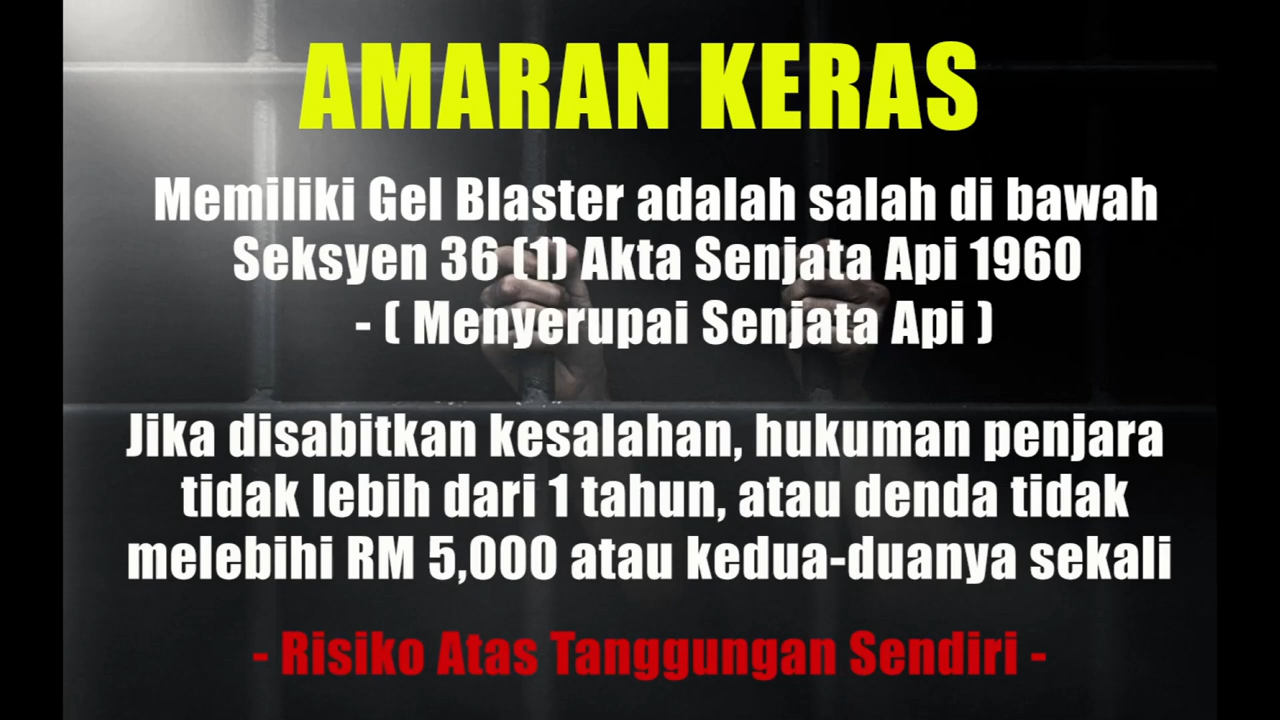 AMARAN KERAS
Memiliki Gel Blaster adalah salah di bawah
Seksyen 36 (1) Akta Senjata Api 1960
- ( Menyerupai Senjata Api )
Jika disabitkan kesalahan, hukuman penjara
tidak lebih dari 1 tahun, atau denda tidak
melebihi RM 5,000 atau kedua-duanya sekali
- Risiko Atas Tanggungan Sendiri -